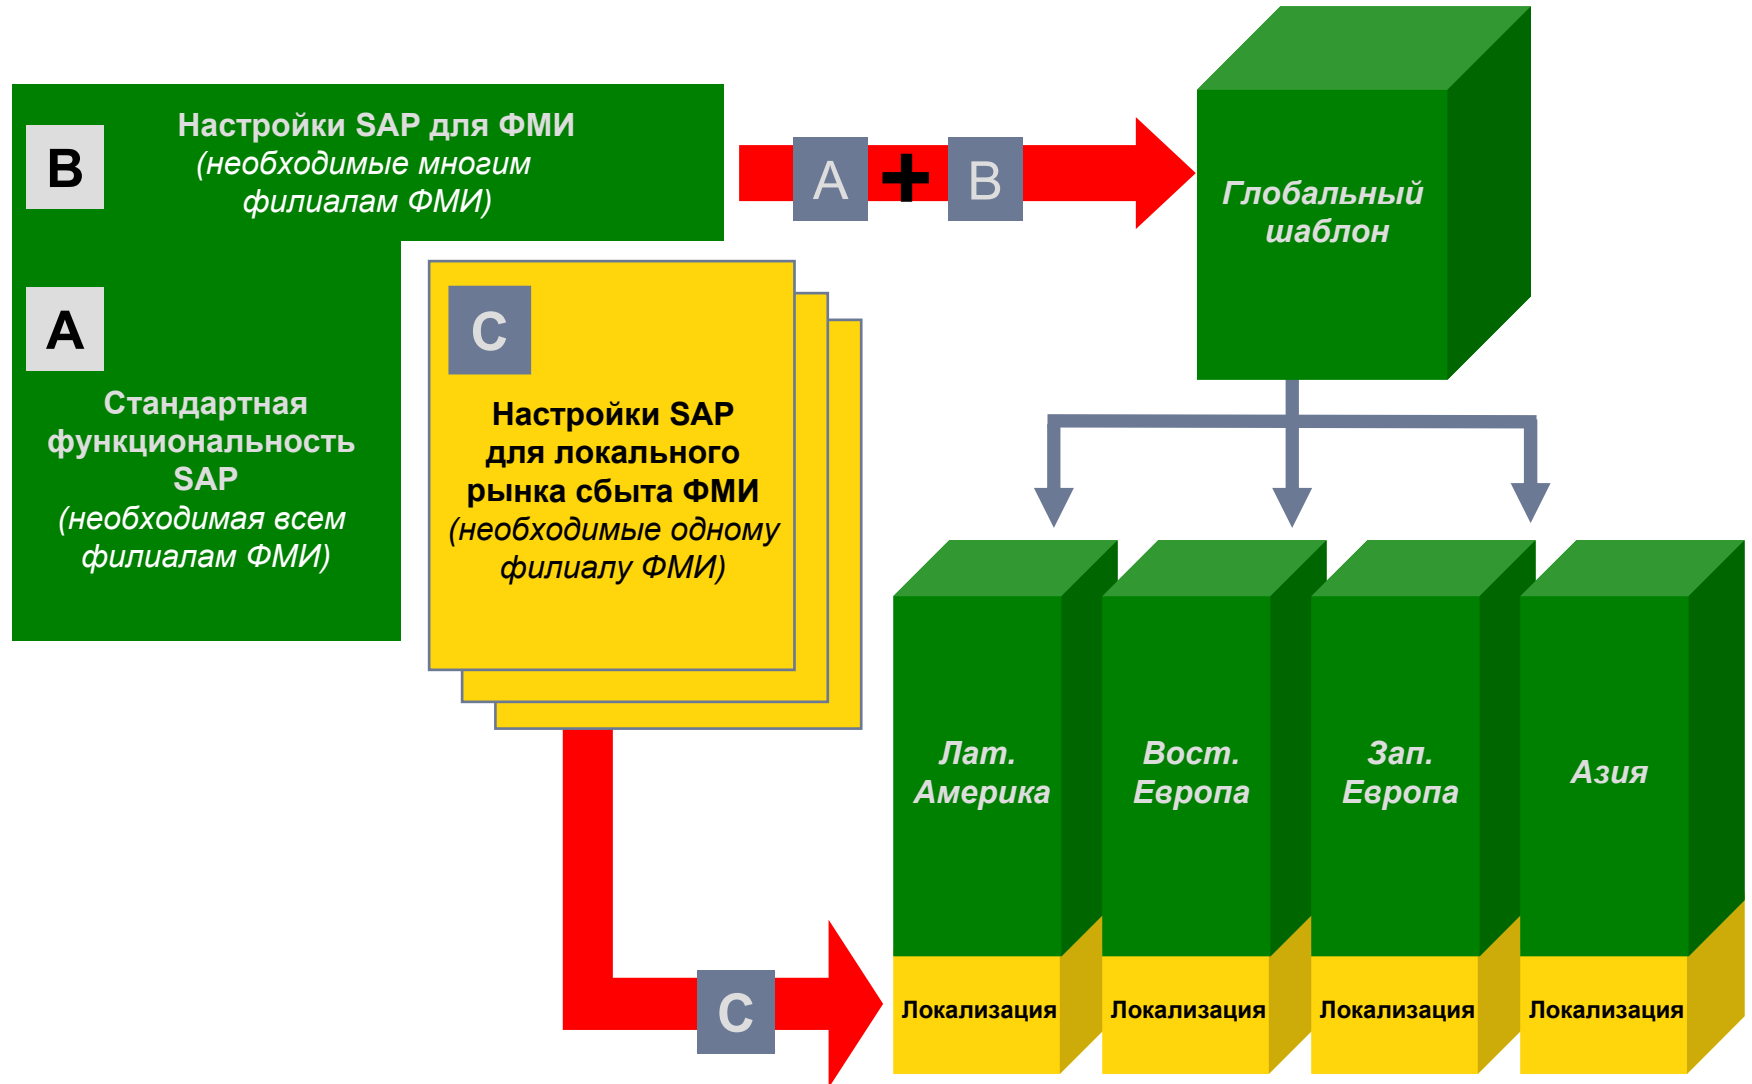 B
Настройки SAP для ФМИ
(необходимые многим
филиалам ФМИ)
A
Стандартная
функциональность
SAP
(необходимая всем
филиалам ФМИ)
C
Настройки SAP
для локального
рынка сбыта ФМИ
(необходимые одному
филиалу ФМИ)
A + B
Глобальный
шаблон
C
Лат.
Америка
Вост.
Европа
Зап.
Европа
Азия
Локализация
Локализация
Локализация
Локализация